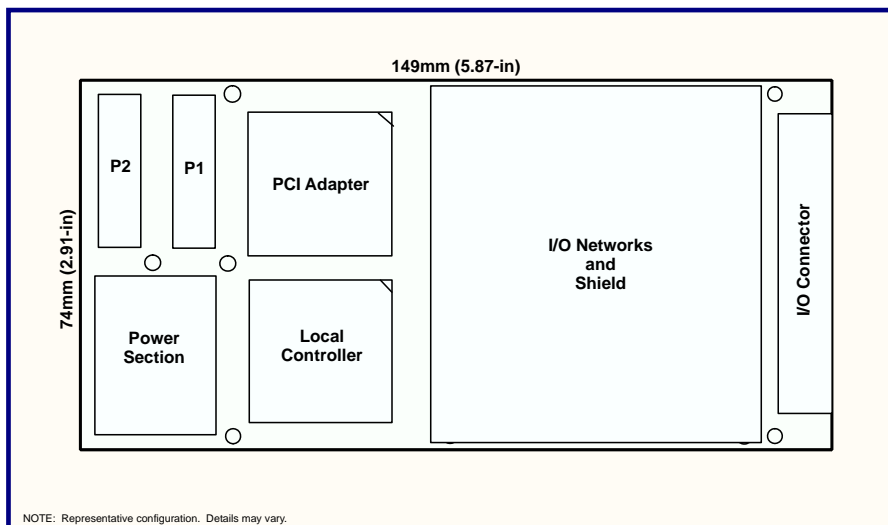 149mm (5.87-in)
74mm (2.91-in)
P2
P1
PCI Adapter
I/O Networks
and
Shield
I/O Connector
Power
Section
Local
Controller
NOTE:  Representative configuration.  Details may vary.